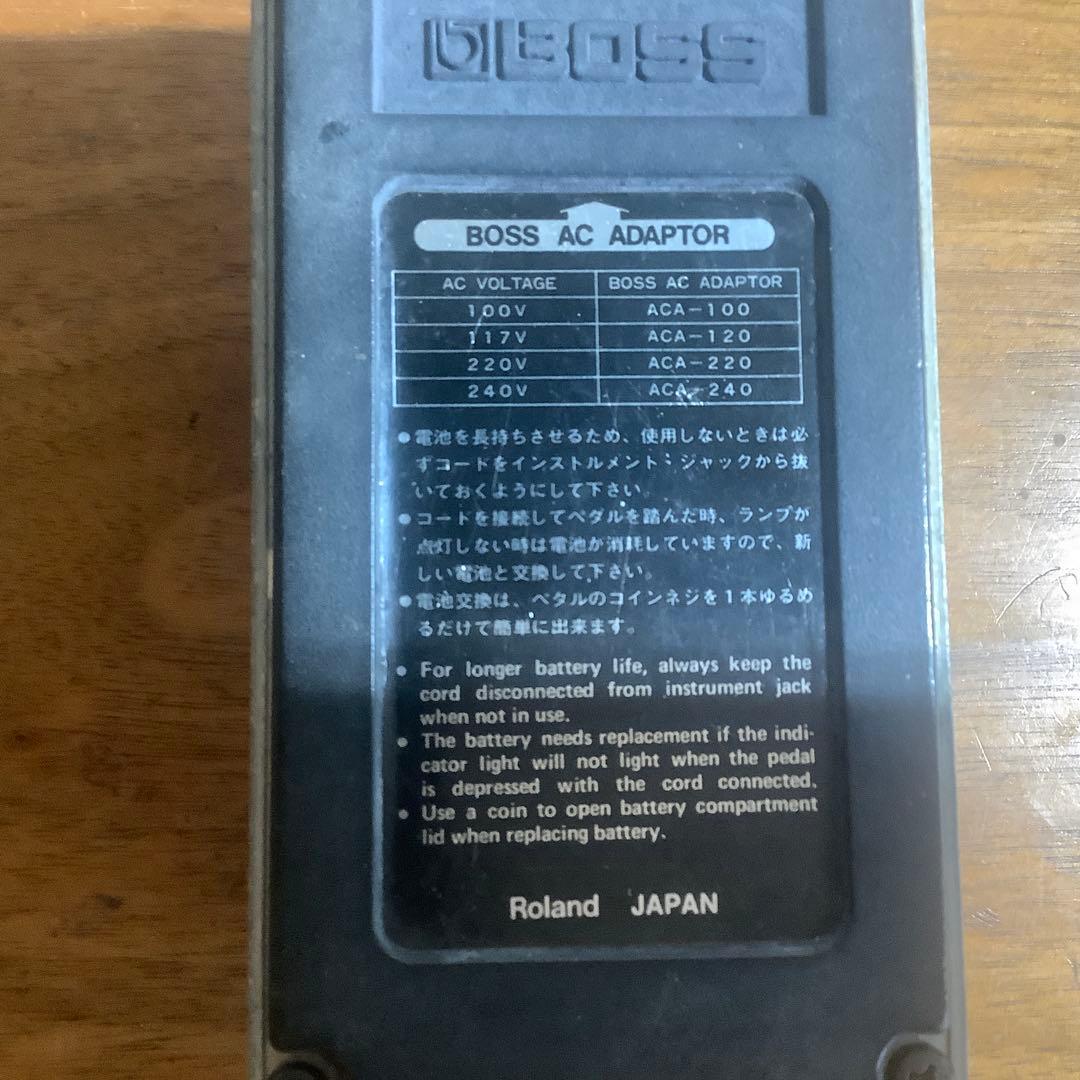 BOSS
BOSS AC ADAPTOR
AC VOLTAGE BOSS AC ADAPTOR
100V ACA-100
117V ACA-120
220V ACA-220
240V ACA-240
●電池を長持ちさせるため、使用しないときは必
ずコードをインストルメント・ジャックから抜
いておくようにして下さい。
●コードを接続してペダルを踏んだ時、ランプが
点灯しない時は電池が消耗していますので、新
しい電池と交換して下さい。
●電池交換は、ペダルのコインネジを1本ゆるめ
るだけで簡単に出来ます。
● For longer battery life, always keep the
cord disconnected from instrument jack
when not in use.
● The battery needs replacement if the indi-
cator light will not light when the pedal
is depressed with the cord connected.
● Use a coin to open battery compartment
lid when replacing battery.
Roland JAPAN